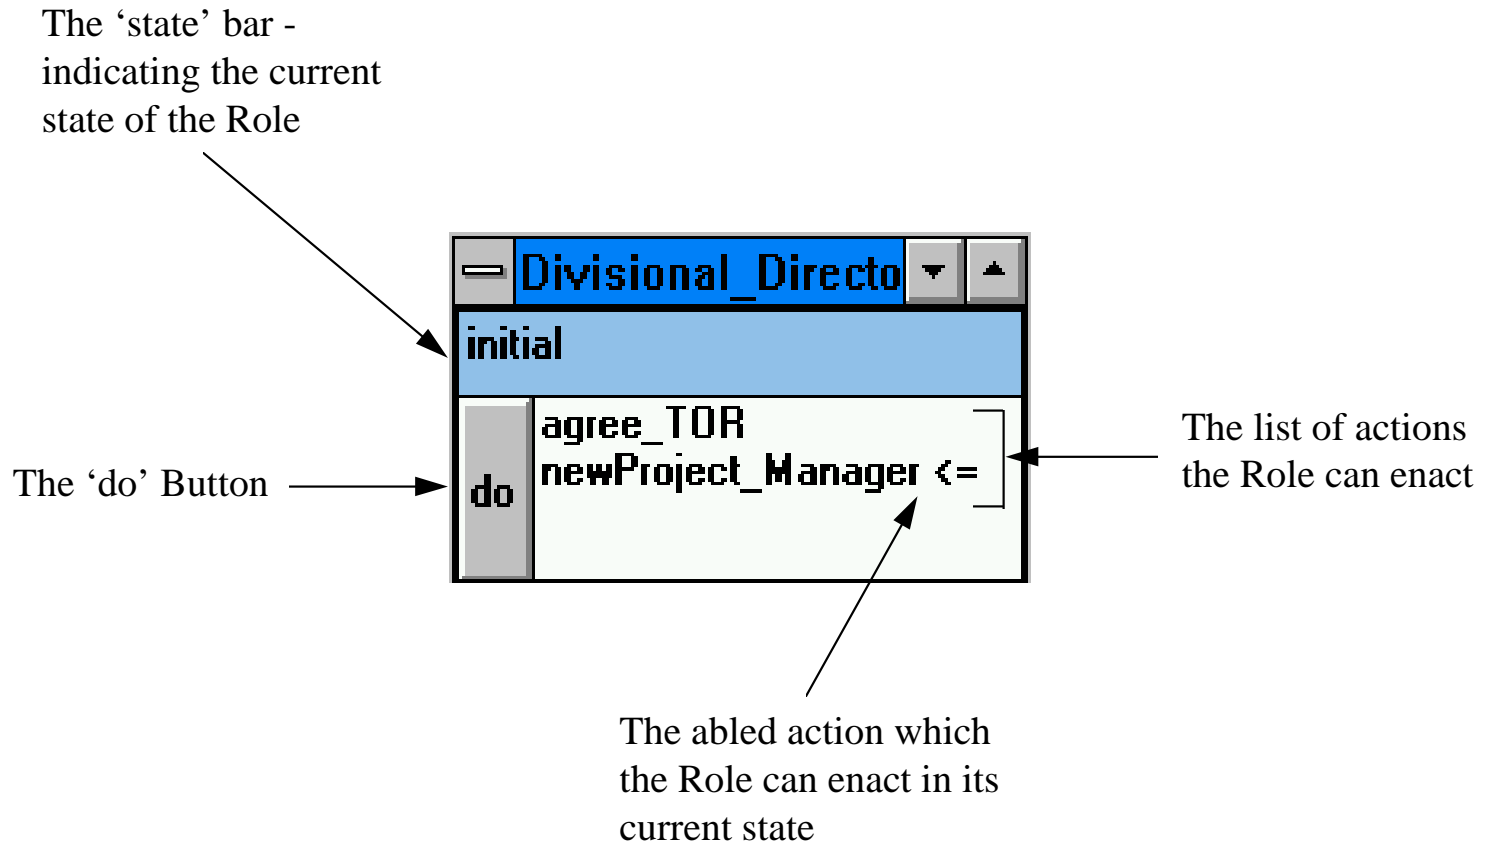 The ‘state’ bar -
indicating the current
state of the Role
Divisional_Directo
initial
agree_TOR
newProject_Manager <=
do
The ‘do’ Button
The list of actions
the Role can enact
The abled action which
the Role can enact in its
current state